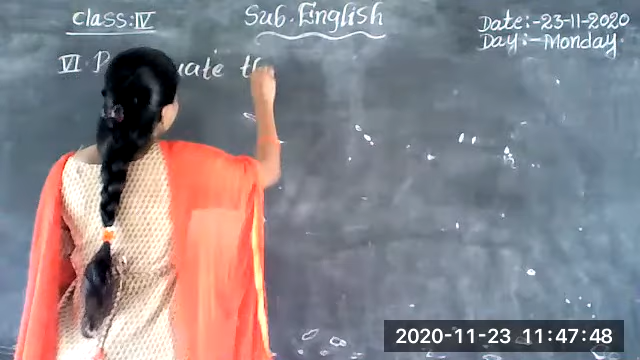 Class:IV
Sub.English
Date:-23-11-2020
Day:-Monday
VI.
2020-11-23 11:47:48